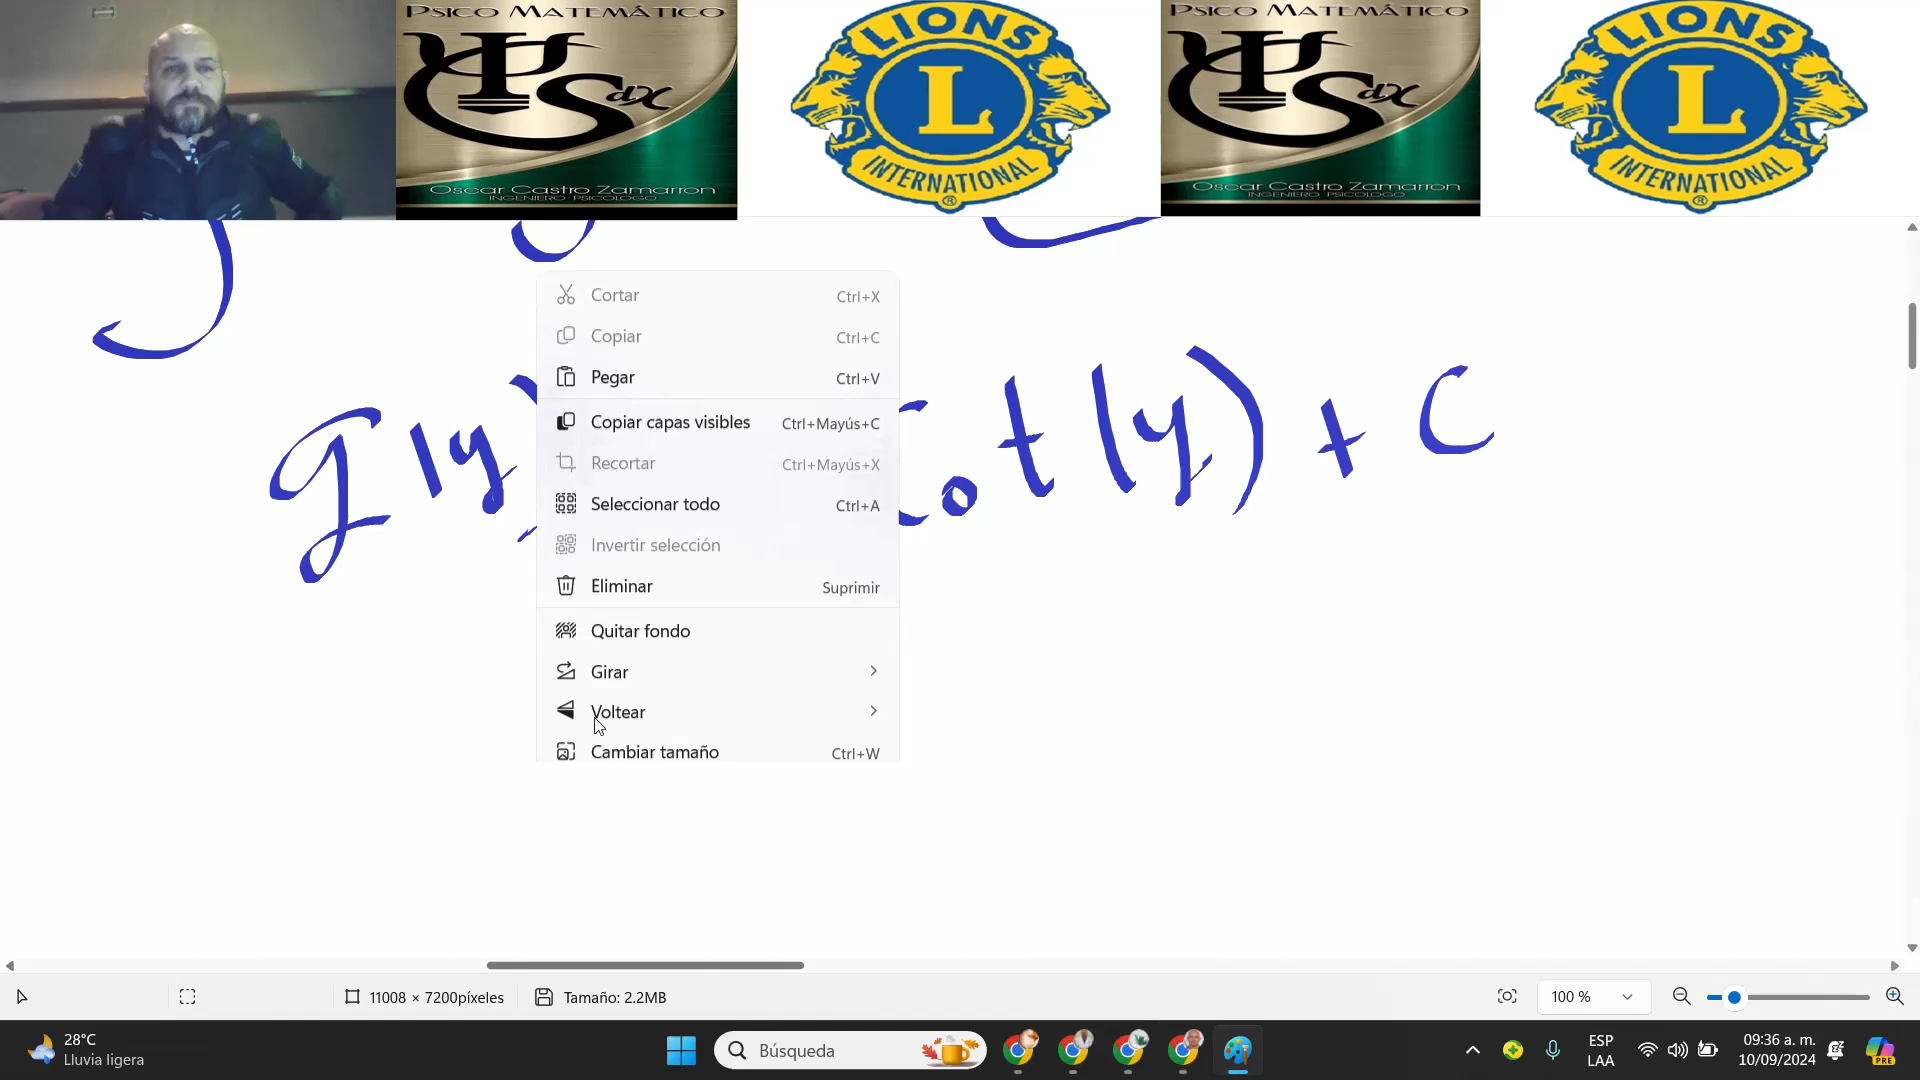 PSICO MATEMÁTICO
Sax
OSCAR CASTRO ZAMARRON
INGENIERO PSICOLOGO
LIONS
L
INTERNATIONAL
®
PSICO MATEMÁTICO
Sax
OSCAR CASTRO ZAMARRON
INGENIERO PSICOLOGO
LIONS
L
INTERNATIONAL
®
g(y) cot(y) + C
Cortar Ctrl+X
Copiar Ctrl+C
Pegar Ctrl+V
Copiar capas visibles Ctrl+Mayús+C
Recortar Ctrl+Mayús+X
Seleccionar todo Ctrl+A
Invertir selección
Eliminar Suprimir
Quitar fondo
Girar
Voltear
Cambiar tamaño Ctrl+W
11008 × 7200píxeles Tamaño: 2.2MB 100 %
28°C
Lluvia ligera
Búsqueda
ESP
LAA
09:36 a. m.
10/09/2024
PRE